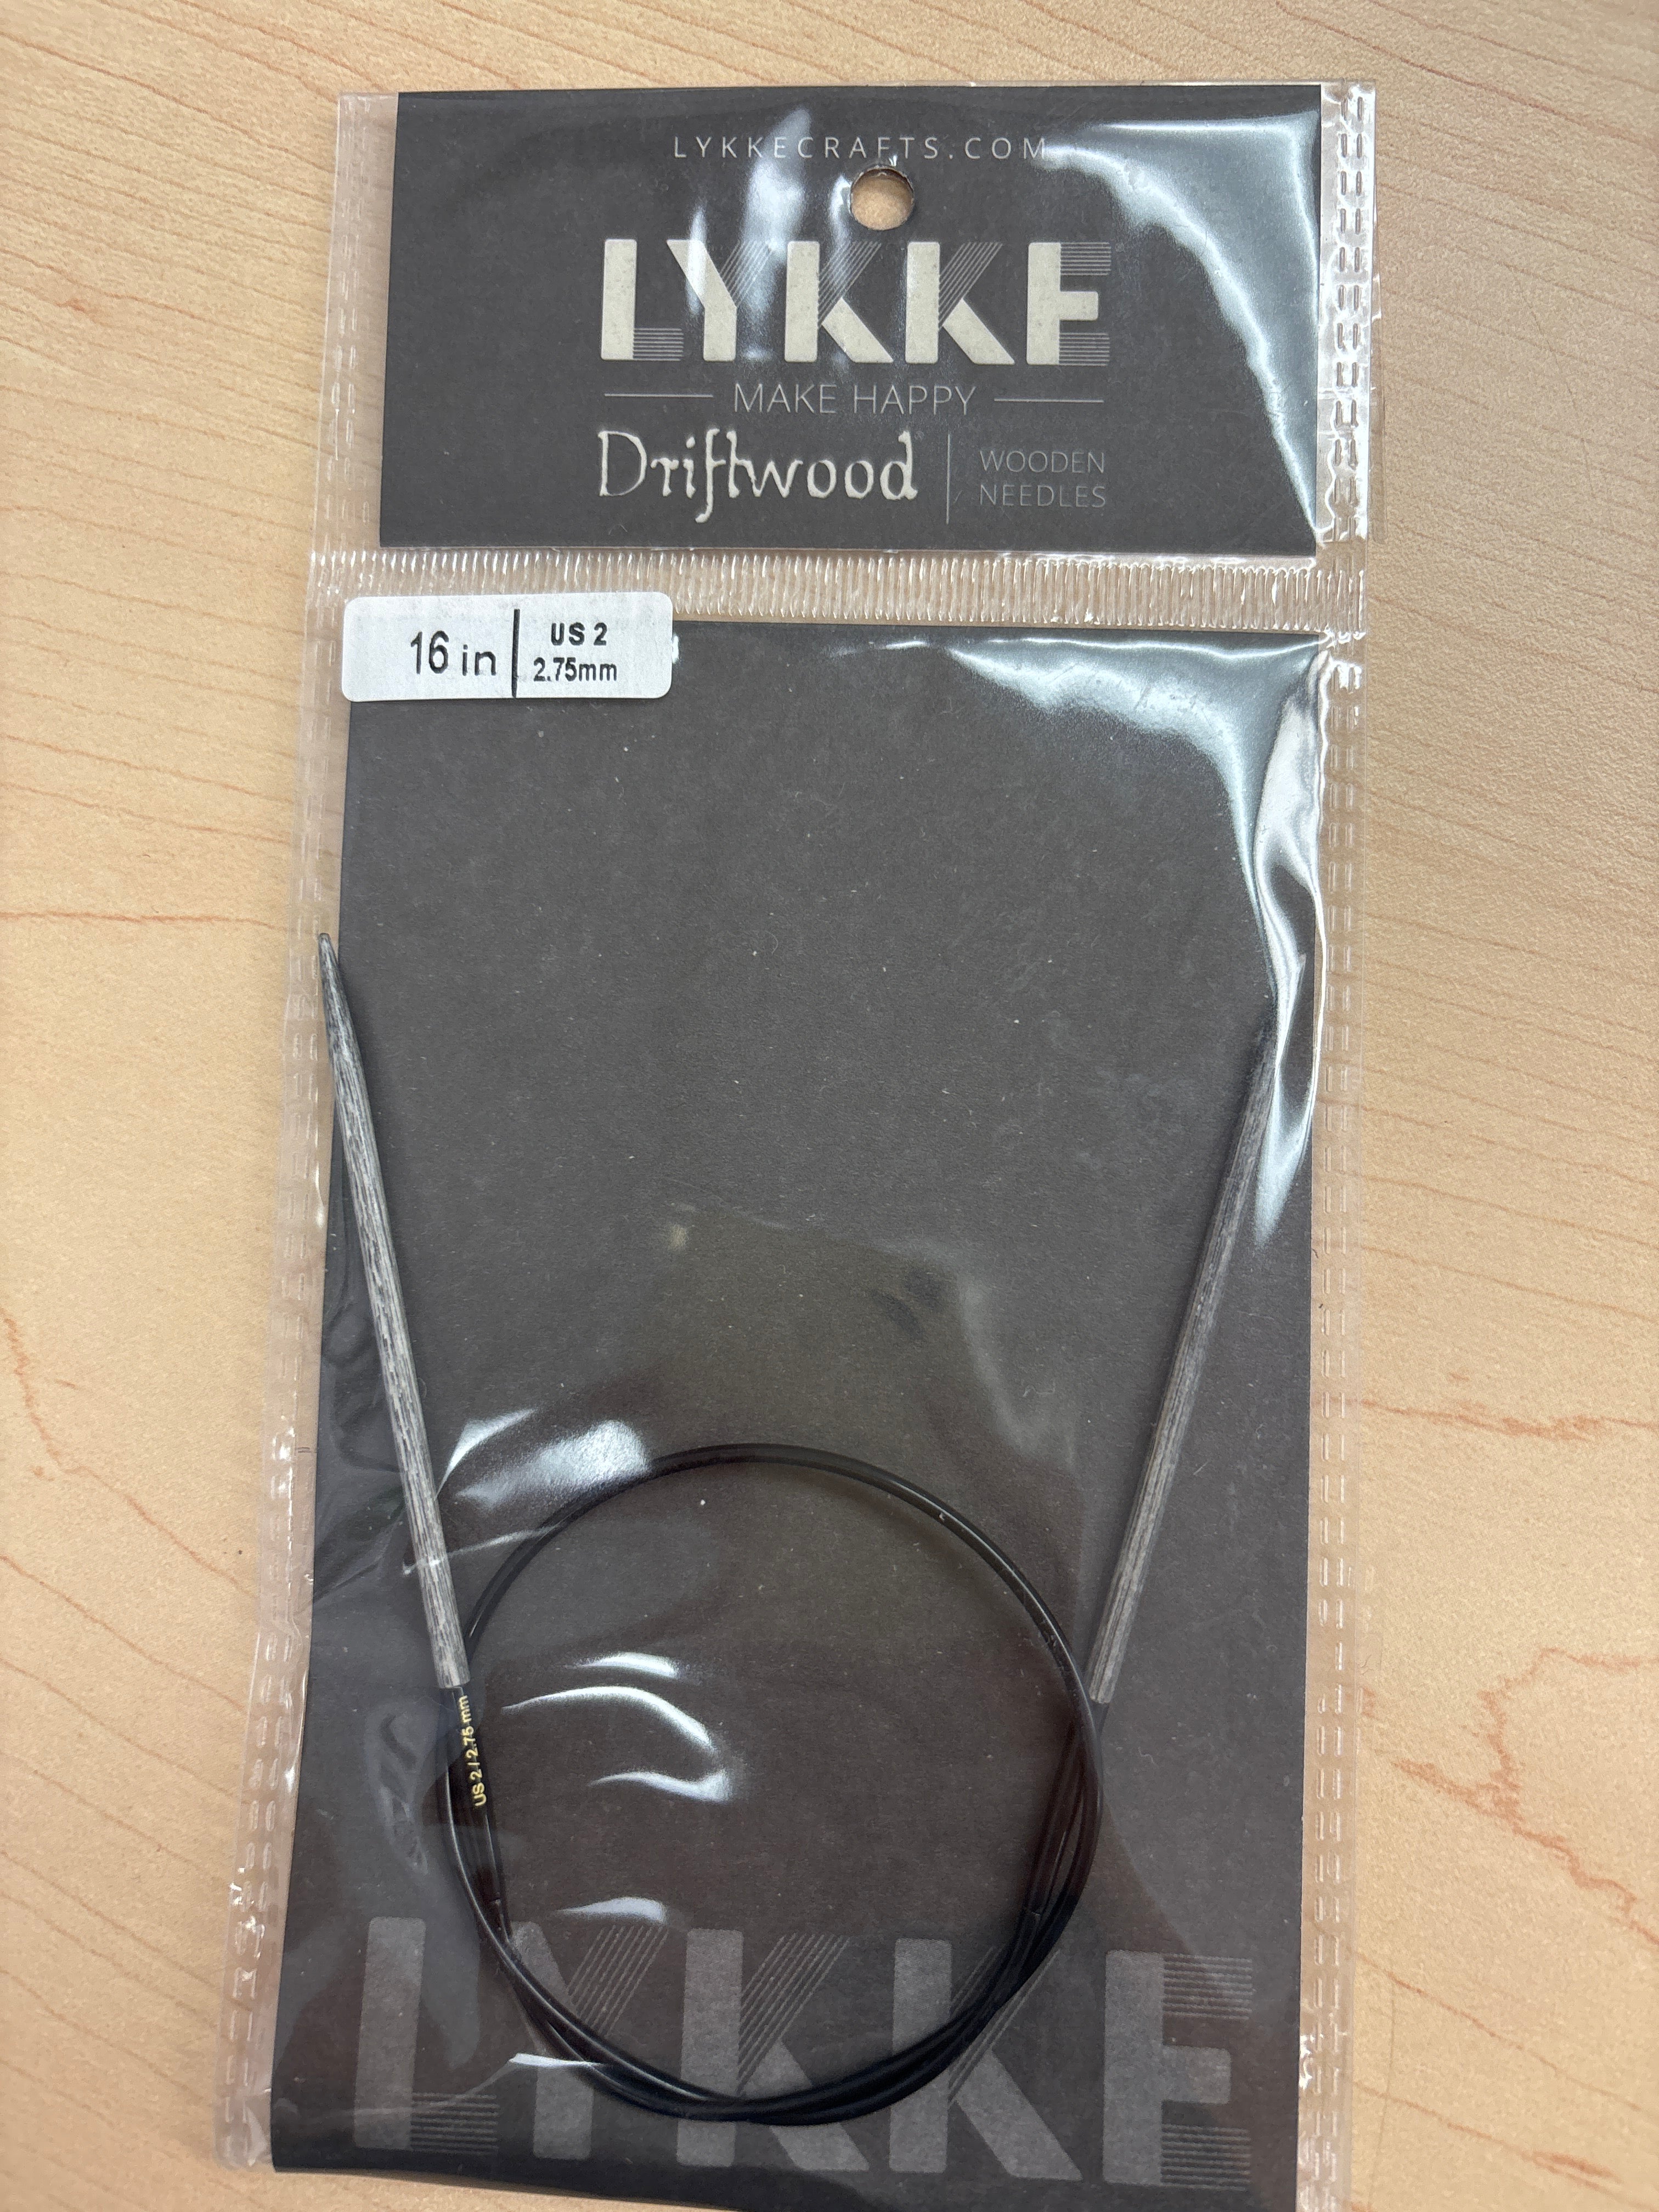 LYKKECRAFTS.COM
LYKKE
MAKE HAPPY
Driftwood
WOODEN
NEEDLES
16 in
US 2
2.75mm
US 2 / 2.75 mm
LYKKE